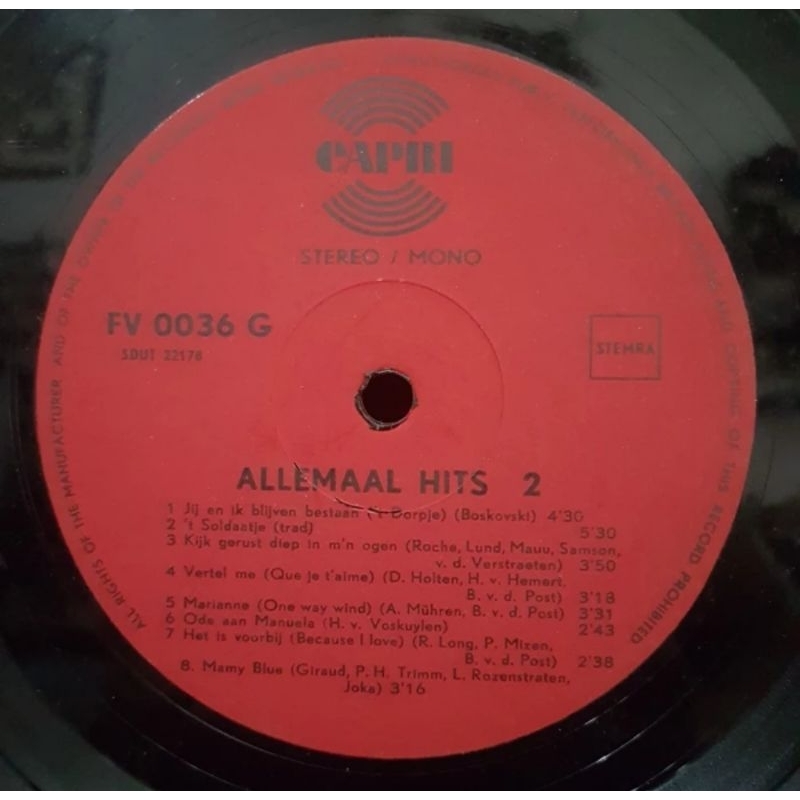 CAPRI
STEREO / MONO
FV 0036 G
SDUT 22176
STEMRA
ALLEMAAL HITS 2
1 Jij en ik blijven bestaan ('t Dorpje) (Boskovski) 4'30
2 't Soldaatje (trad) 5'30
3 Kijk gerust diep in m'n ogen (Roche, Lund, Mauu, Samson,
v. d. Verstraeten) 3'50
4 Vertel me (Que je t'aime) (D. Holten, H. v. Hemert,
B. v. d. Post) 3'18
5 Marianne (One way wind) (A. Mühren, B. v. d. Post) 3'31
6 Ode aan Manuela (H. v. Voskuylen) 2'43
7 Het is voorbij (Because I love) (R. Long, P. Mizen,
B. v. d. Post) 2'38
8. Mamy Blue (Giraud, P. H. Trimm, L. Rozenstraten,
Joka) 3'16
ALL RIGHTS OF THE MANUFACTURER AND OF THE OWNER OF THE COPYING OF THIS RECORD PROHIBITED